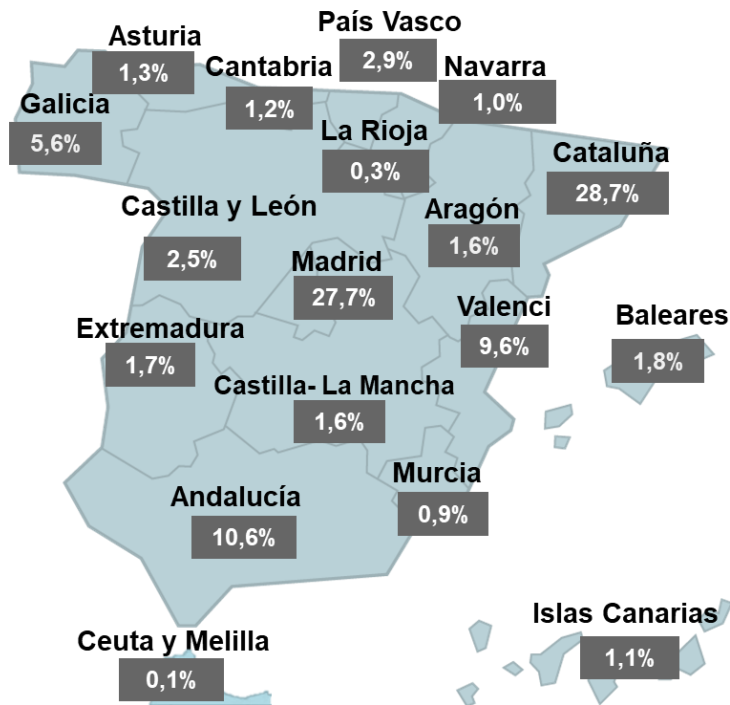 País Vasco
2,9%
Asturia
1,3%
Cantabria
1,2%
Navarra
1,0%
Galicia
5,6%
La Rioja
0,3%
Cataluña
28,7%
Castilla y León
2,5%
Aragón
1,6%
Madrid
27,7%
Valenci
9,6%
Baleares
1,8%
Extremadura
1,7%
Castilla- La Mancha
1,6%
Murcia
0,9%
Andalucía
10,6%
Islas Canarias
1,1%
Ceuta y Melilla
0,1%